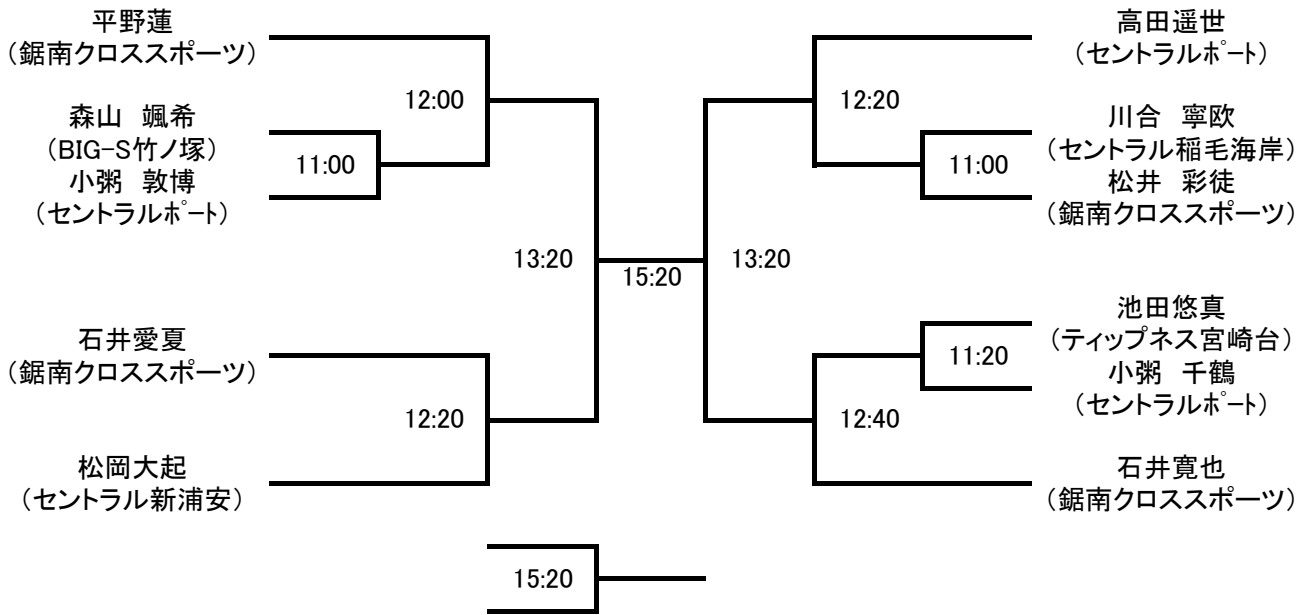 平野蓮
(鋸南クロススポーツ)
12:00
森山　颯希
(BIG-S竹ノ塚)
11:00
小粥　敦博
(セントラルポート)
13:20
石井愛夏
(鋸南クロススポーツ)
12:20
松岡大起
(セントラル新浦安)
15:20
高田遥世
(セントラルポート)
12:20
川合　寧欧
(セントラル稲毛海岸)
11:00
松井　彩徒
(鋸南クロススポーツ)
13:20
池田悠真
(ティップネス宮崎台)
11:20
小粥　千鶴
(セントラルポート)
12:40
石井寛也
(鋸南クロススポーツ)
15:20